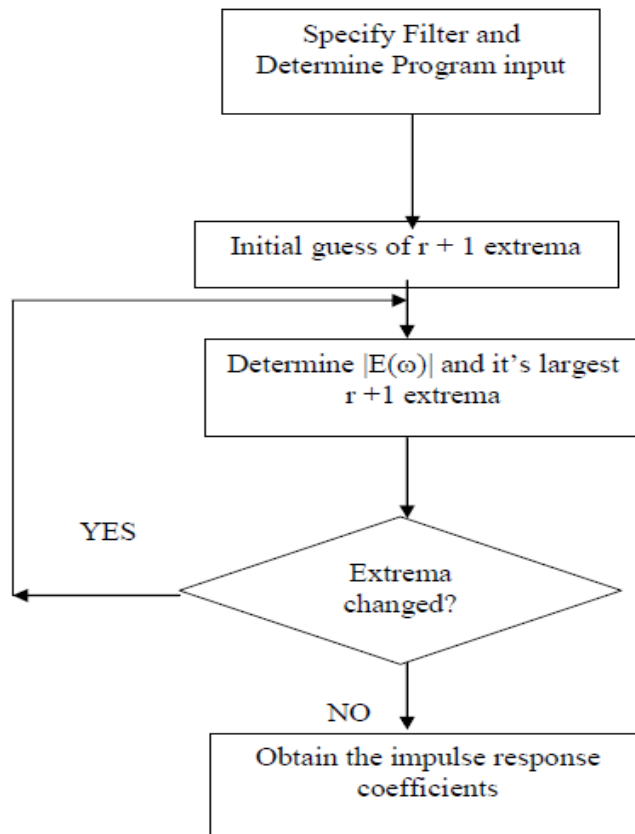 Specify Filter and
Determine Program input
Initial guess of r + 1 extrema
Determine |E(ω)| and it's largest
r +1 extrema
YES
Extrema
changed?
NO
Obtain the impulse response
coefficients